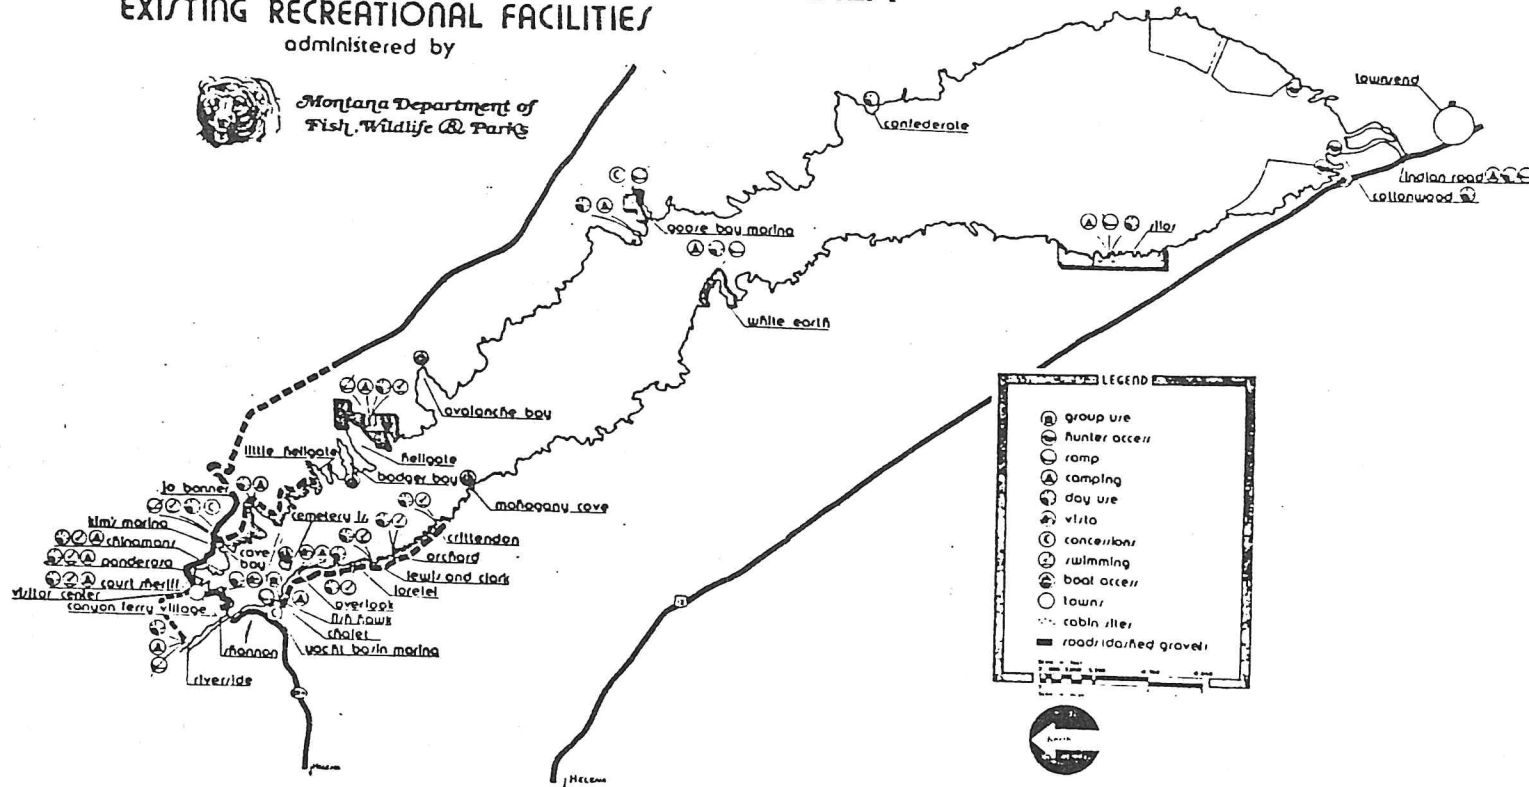 EXISTING RECREATIONAL FACILITIES
administered by
Montana Department of
Fish, Wildlife & Parks
townsend
confederate
indian road
cottonwood
goose bay marina
silos
white earth
LEGEND
group use
hunter access
ramp
camping
day use
vista
concessions
swimming
boat access
towns
cabin sites
roads (dashed gravel)
North
avalanche bay
hellgate
little hellgate
badger bay
mahogany cove
jo bonner
cemetery is.
kim's marina
crittendon
chinamans
cave
bay
orchard
ponderosa
lewis and clark
court sheriff
lorelei
visitor center
overlook
canyon ferry village
fish hawk
chalet
shannon
yacht basin marina
riverside
HELENA
HELENA